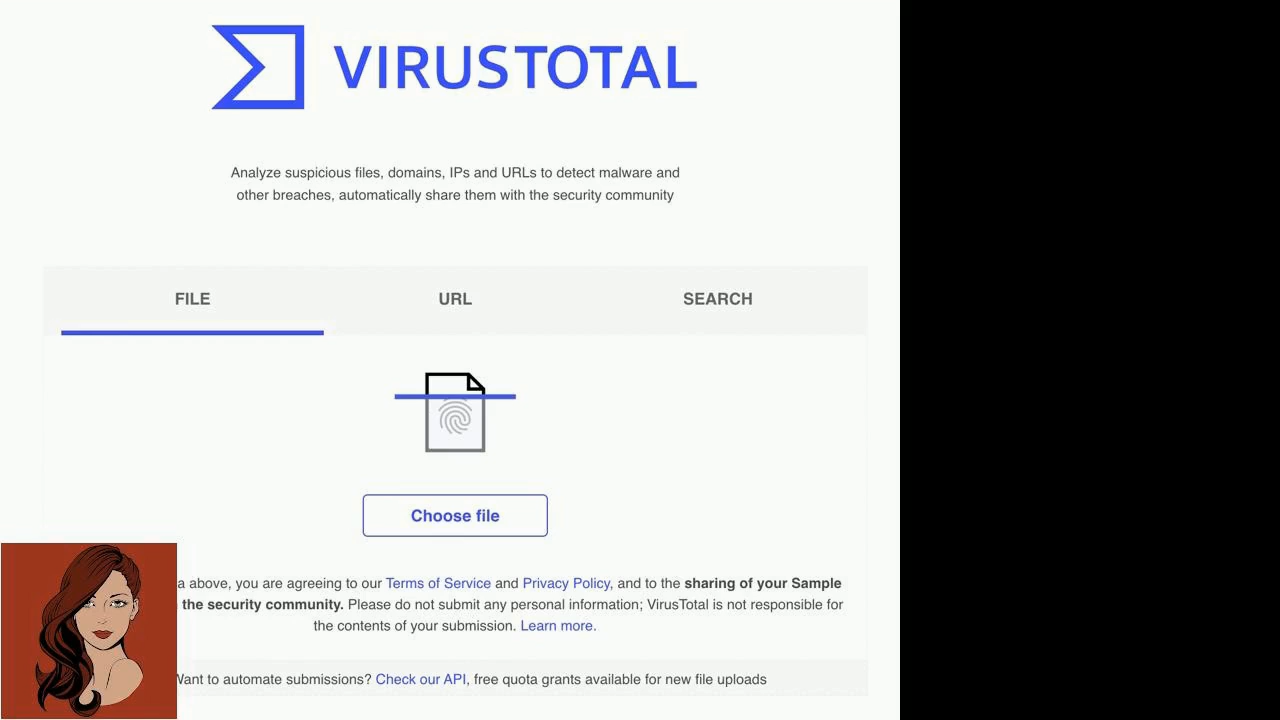 VIRUSTOTAL
Analyze suspicious files, domains, IPs and URLs to detect malware and
other breaches, automatically share them with the security community
FILE
URL
SEARCH
Choose file
a above, you are agreeing to our Terms of Service and Privacy Policy, and to the sharing of your Sample
the security community. Please do not submit any personal information; VirusTotal is not responsible for
the contents of your submission. Learn more.
Want to automate submissions? Check our API, free quota grants available for new file uploads